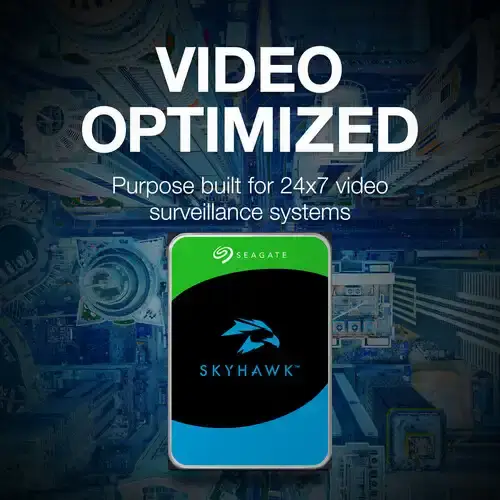 VIDEO
OPTIMIZED
Purpose built for 24x7 video
surveillance systems
SEAGATE
SKYHAWK™